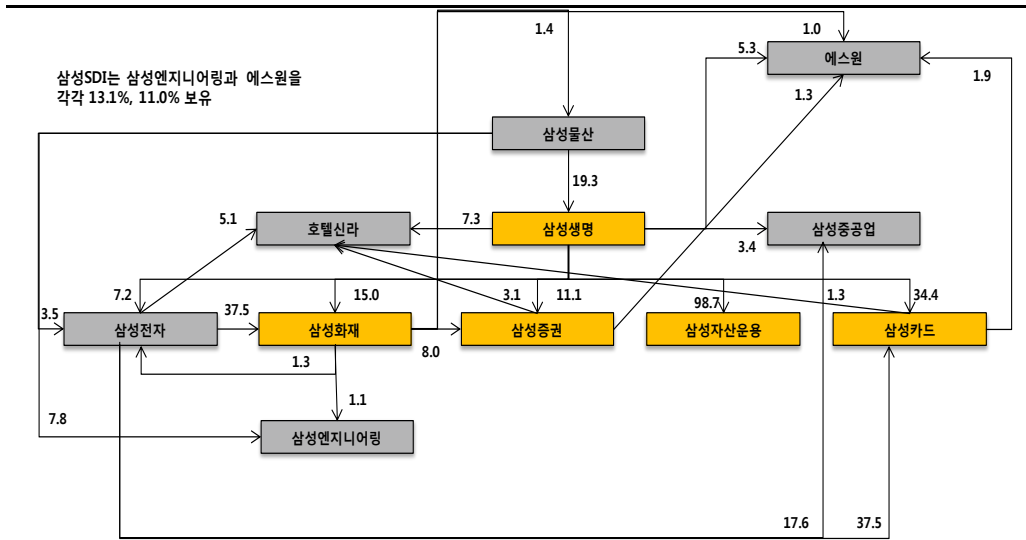 1.4
1.0
5.3
에스원
1.9
삼성SDI는 삼성엔지니어링과 에스원을
각각 13.1%, 11.0% 보유
1.3
삼성물산
19.3
5.1
호텔신라
7.3
삼성생명
삼성중공업
3.4
7.2
15.0
3.1
11.1
98.7
1.3
34.4
3.5
삼성전자
37.5
삼성화재
8.0
삼성증권
삼성자산운용
삼성카드
1.3
1.1
7.8
삼성엔지니어링
17.6
37.5